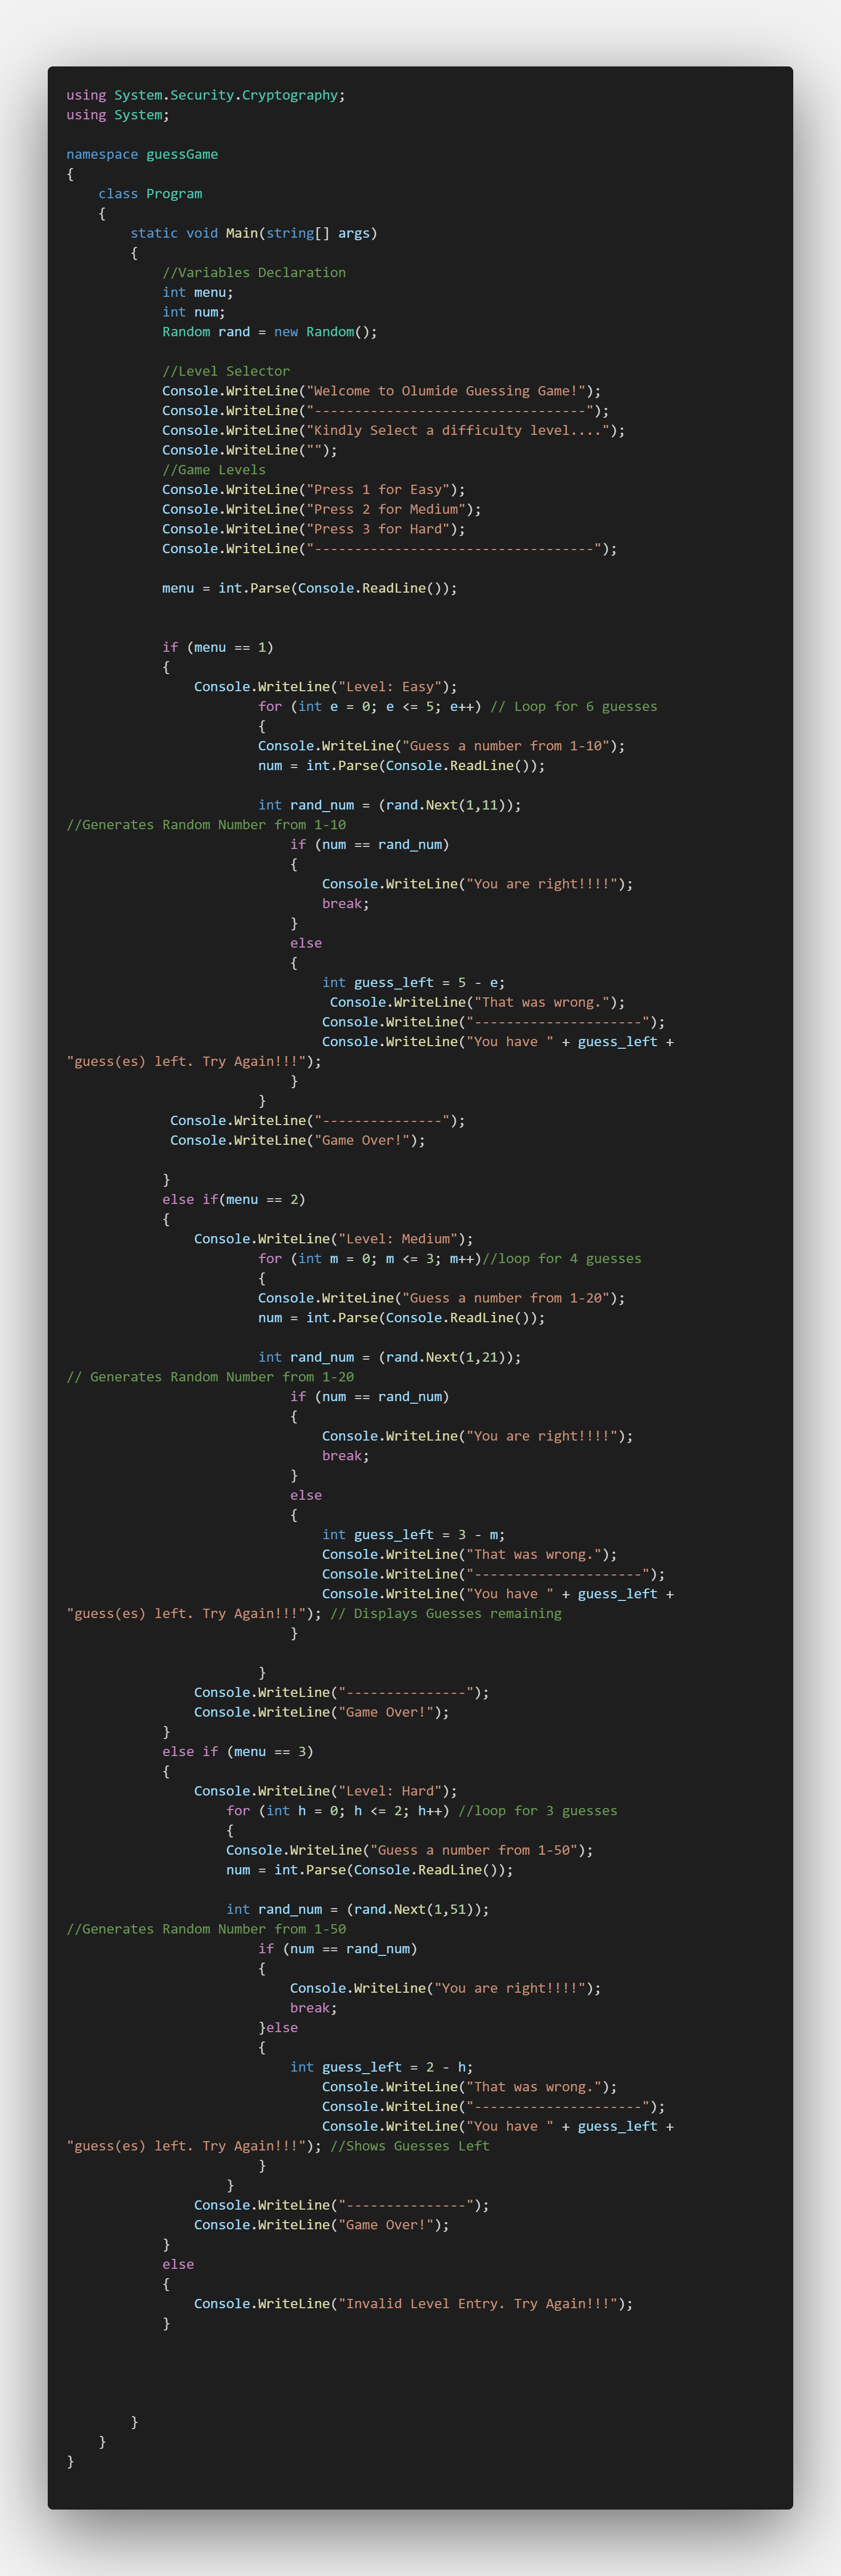 using System.Security.Cryptography;
using System;

namespace guessGame
{
    class Program
    {
        static void Main(string[] args)
        {
            //Variables Declaration
            int menu;
            int num;
            Random rand = new Random();

            //Level Selector
            Console.WriteLine("Welcome to Olumide Guessing Game!");
            Console.WriteLine("----------------------------------");
            Console.WriteLine("Kindly Select a difficulty level....");
            Console.WriteLine("");
            //Game Levels
            Console.WriteLine("Press 1 for Easy");
            Console.WriteLine("Press 2 for Medium");
            Console.WriteLine("Press 3 for Hard");
            Console.WriteLine("-----------------------------------");

            menu = int.Parse(Console.ReadLine());


            if (menu == 1)
            {
                Console.WriteLine("Level: Easy");
                        for (int e = 0; e <= 5; e++) // Loop for 6 guesses
                        {
                        Console.WriteLine("Guess a number from 1-10");
                        num = int.Parse(Console.ReadLine());

                        int rand_num = (rand.Next(1,11));
//Generates Random Number from 1-10
                            if (num == rand_num)
                            {
                                Console.WriteLine("You are right!!!!");
                                break;
                            }
                            else
                            {
                                int guess_left = 5 - e;
                                 Console.WriteLine("That was wrong.");
                                Console.WriteLine("---------------------");
                                Console.WriteLine("You have " + guess_left +
"guess(es) left. Try Again!!!");
                            }
                        }
             Console.WriteLine("---------------");
             Console.WriteLine("Game Over!");

            }
            else if(menu == 2)
            {
                Console.WriteLine("Level: Medium");
                        for (int m = 0; m <= 3; m++)//loop for 4 guesses
                        {
                        Console.WriteLine("Guess a number from 1-20");
                        num = int.Parse(Console.ReadLine());

                        int rand_num = (rand.Next(1,21));
// Generates Random Number from 1-20
                            if (num == rand_num)
                            {
                                Console.WriteLine("You are right!!!!");
                                break;
                            }
                            else
                            {
                                int guess_left = 3 - m;
                                Console.WriteLine("That was wrong.");
                                Console.WriteLine("---------------------");
                                Console.WriteLine("You have " + guess_left +
"guess(es) left. Try Again!!!"); // Displays Guesses remaining
                            }

                        }
                Console.WriteLine("---------------");
                Console.WriteLine("Game Over!");
            }
            else if (menu == 3)
            {
                Console.WriteLine("Level: Hard");
                    for (int h = 0; h <= 2; h++) //loop for 3 guesses
                    {
                    Console.WriteLine("Guess a number from 1-50");
                    num = int.Parse(Console.ReadLine());

                    int rand_num = (rand.Next(1,51));
//Generates Random Number from 1-50
                        if (num == rand_num)
                        {
                            Console.WriteLine("You are right!!!!");
                            break;
                        }else
                        {
                            int guess_left = 2 - h;
                                Console.WriteLine("That was wrong.");
                                Console.WriteLine("---------------------");
                                Console.WriteLine("You have " + guess_left +
"guess(es) left. Try Again!!!"); //Shows Guesses Left
                        }
                    }
                Console.WriteLine("---------------");
                Console.WriteLine("Game Over!");
            }
            else
            {
                Console.WriteLine("Invalid Level Entry. Try Again!!!");
            }




        }
    }
}